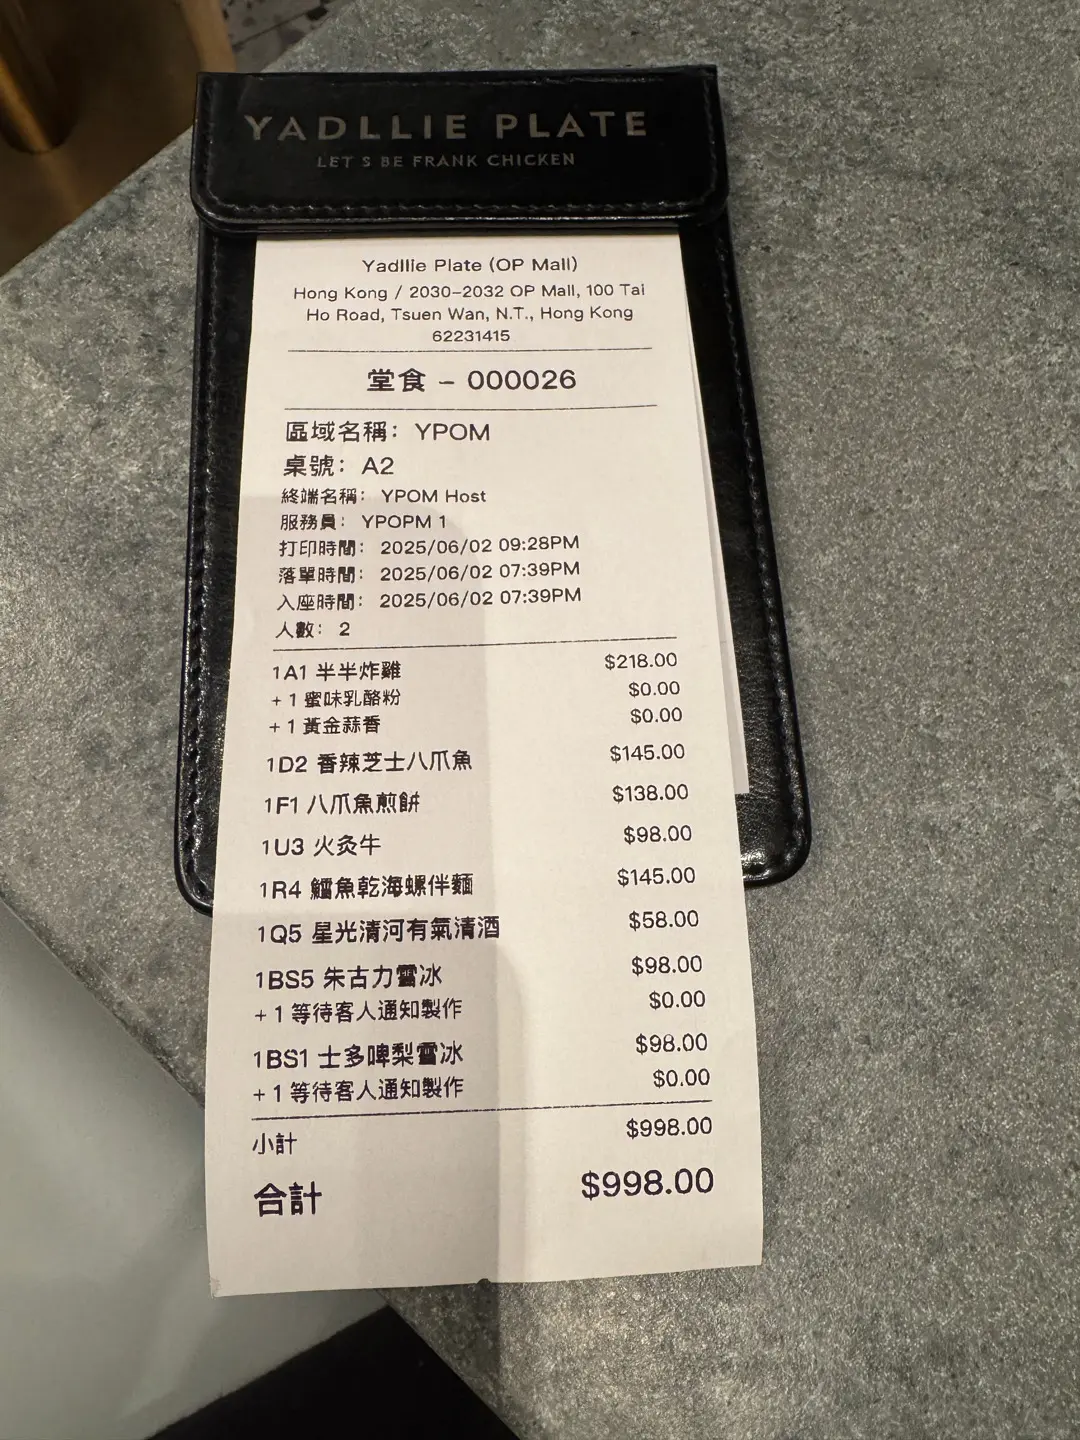 YADLLIE PLATE
LET S BE FRANK CHICKEN
Yadllie Plate (OP Mall)
Hong Kong / 2030-2032 OP Mall, 100 Tai
Ho Road, Tsuen Wan, N.T., Hong Kong
62231415
堂食 - 000026
區域名稱: YPOM
桌號: A2
終端名稱: YPOM Host
服務員: YPOPM 1
打印時間: 2025/06/02 09:28PM
落單時間: 2025/06/02 07:39PM
入座時間: 2025/06/02 07:39PM
人數: 2
1A1 半半炸雞 $218.00
+ 1 蜜味乳酪粉 $0.00
+ 1 黃金蒜香 $0.00
1D2 香辣芝士八爪魚 $145.00
1F1 八爪魚煎餅 $138.00
1U3 火灸牛 $98.00
1R4 鱈魚乾海螺伴麵 $145.00
1Q5 星光清河有氣清酒 $58.00
1BS5 朱古力雪冰 $98.00
+ 1 等待客人通知製作 $0.00
1BS1 士多啤梨雪冰 $98.00
+ 1 等待客人通知製作 $0.00
小計 $998.00
合計 $998.00